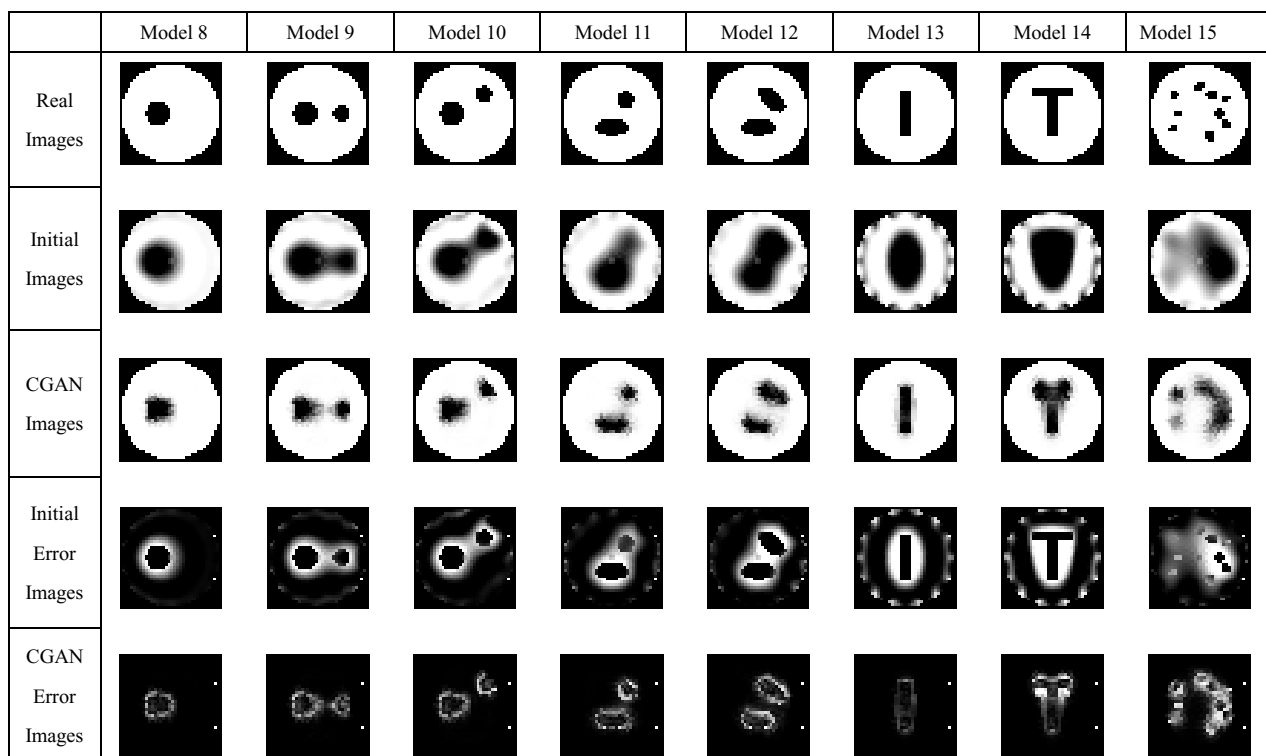 Model 8 Model 9 Model 10 Model 11 Model 12 Model 13 Model 14 Model 15
Real
Images
Initial
Images
CGAN
Images
Initial
Error
Images
CGAN
Error
Images